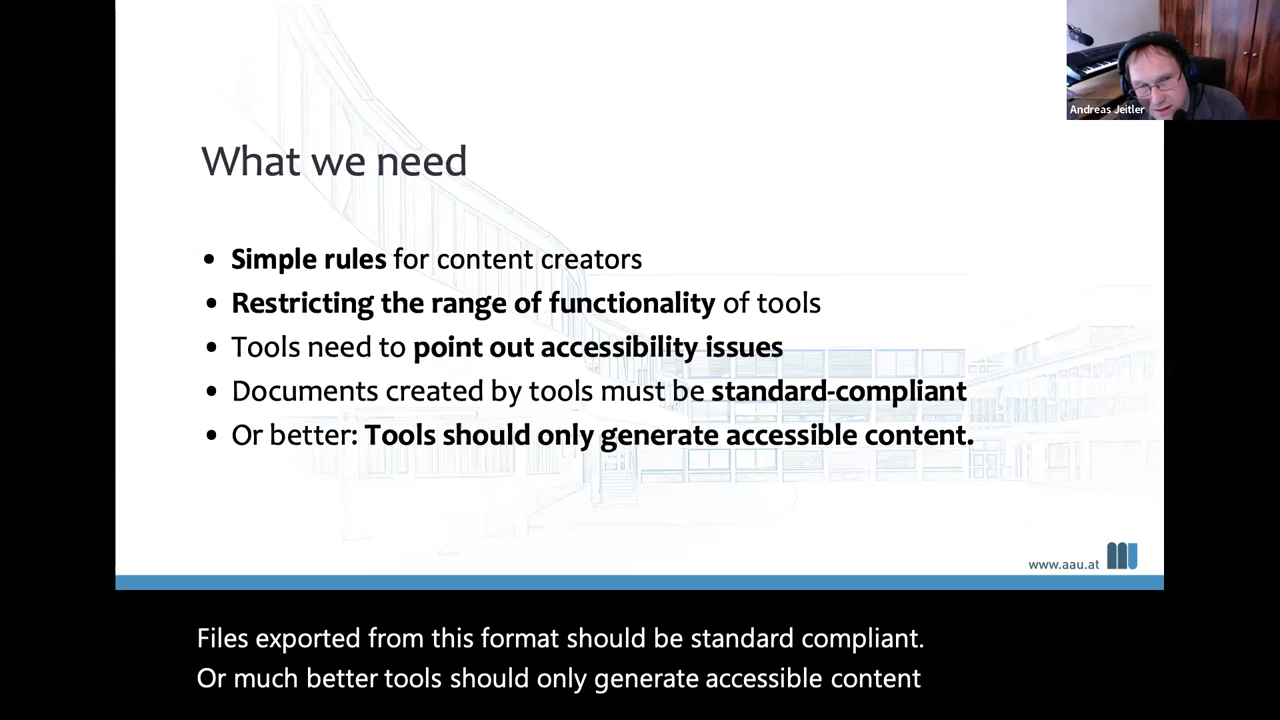 Andreas Jeitler
What we need
• Simple rules for content creators
• Restricting the range of functionality of tools
• Tools need to point out accessibility issues
• Documents created by tools must be standard-compliant
• Or better: Tools should only generate accessible content.
www.aau.at
Files exported from this format should be standard compliant.
Or much better tools should only generate accessible content